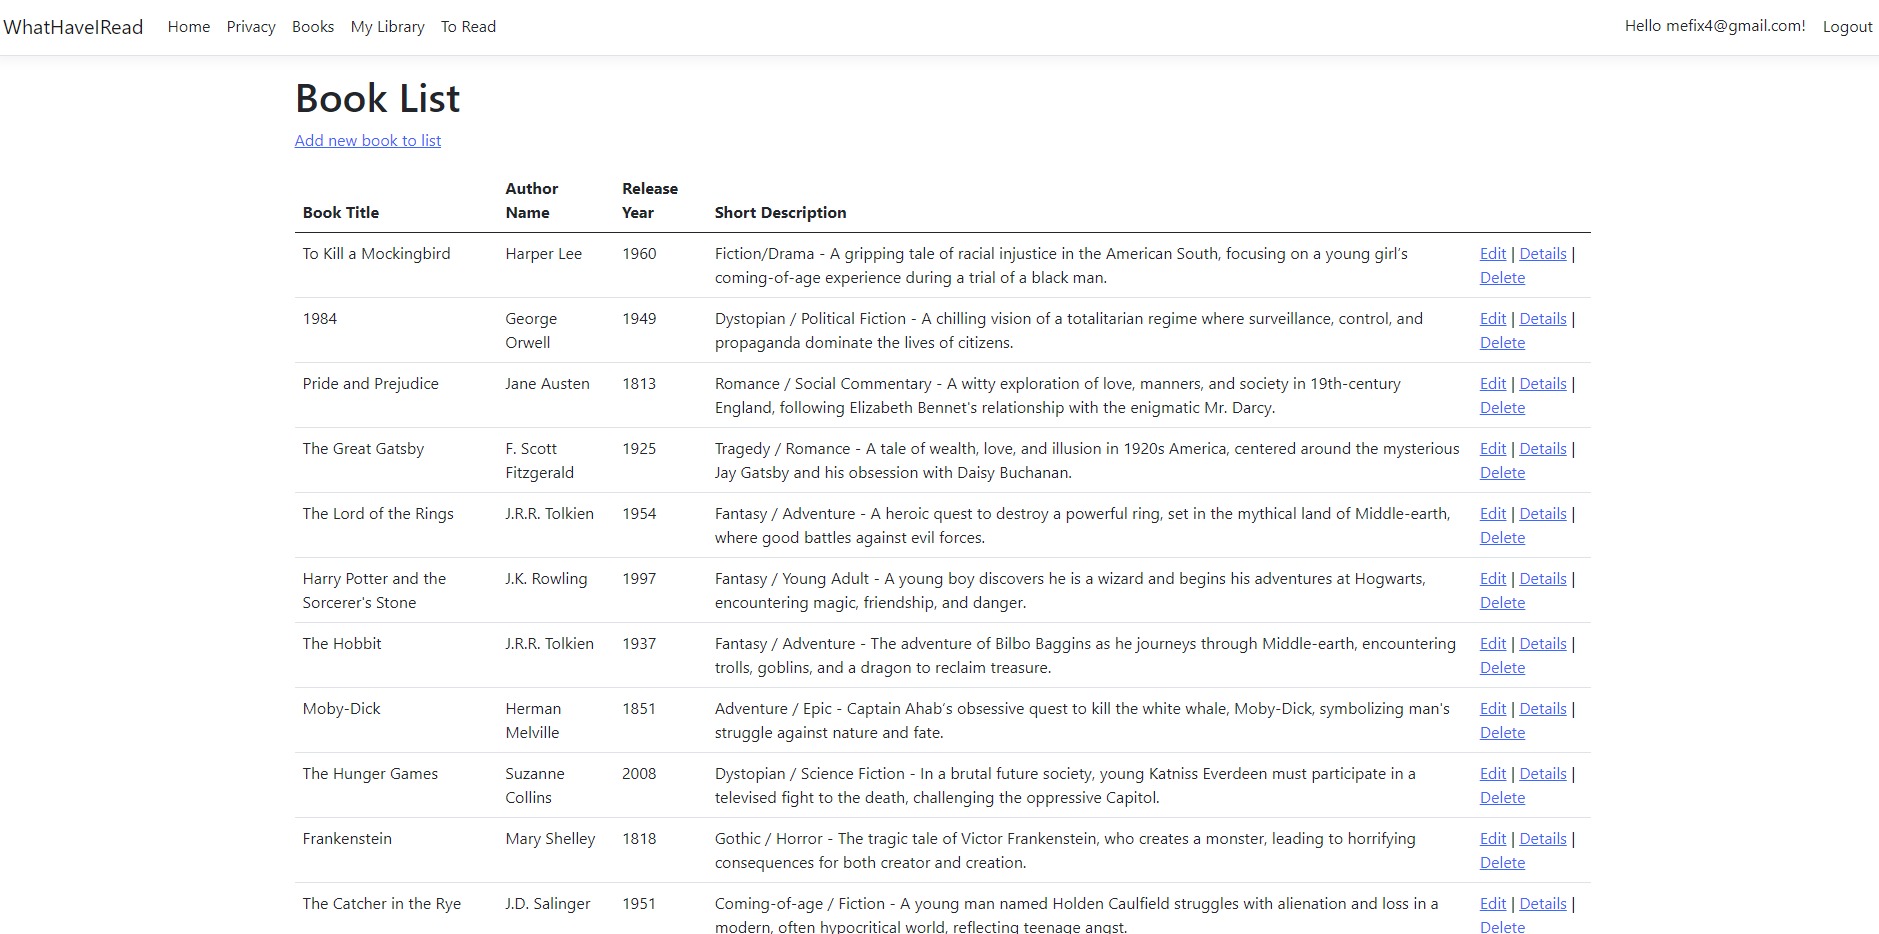 WhatHaveIRead Home Privacy Books My Library To Read Hello mefix4@gmail.com! Logout
Book List
Add new book to list
Book Title Author Name Release Year Short Description
To Kill a Mockingbird Harper Lee 1960 Fiction/Drama - A gripping tale of racial injustice in the American South, focusing on a young girl’s Edit | Details |
coming-of-age experience during a trial of a black man. Delete
1984 George 1949 Dystopian / Political Fiction - A chilling vision of a totalitarian regime where surveillance, control, and Edit | Details |
Orwell propaganda dominate the lives of citizens. Delete
Pride and Prejudice Jane Austen 1813 Romance / Social Commentary - A witty exploration of love, manners, and society in 19th-century Edit | Details |
England, following Elizabeth Bennet's relationship with the enigmatic Mr. Darcy. Delete
The Great Gatsby F. Scott 1925 Tragedy / Romance - A tale of wealth, love, and illusion in 1920s America, centered around the mysterious Edit | Details |
Fitzgerald Jay Gatsby and his obsession with Daisy Buchanan. Delete
The Lord of the Rings J.R.R. Tolkien 1954 Fantasy / Adventure - A heroic quest to destroy a powerful ring, set in the mythical land of Middle-earth, Edit | Details |
where good battles against evil forces. Delete
Harry Potter and the J.K. Rowling 1997 Fantasy / Young Adult - A young boy discovers he is a wizard and begins his adventures at Hogwarts, Edit | Details |
Sorcerer's Stone encountering magic, friendship, and danger. Delete
The Hobbit J.R.R. Tolkien 1937 Fantasy / Adventure - The adventure of Bilbo Baggins as he journeys through Middle-earth, encountering Edit | Details |
trolls, goblins, and a dragon to reclaim treasure. Delete
Moby-Dick Herman 1851 Adventure / Epic - Captain Ahab’s obsessive quest to kill the white whale, Moby-Dick, symbolizing man's Edit | Details |
Melville struggle against nature and fate. Delete
The Hunger Games Suzanne 2008 Dystopian / Science Fiction - In a brutal future society, young Katniss Everdeen must participate in a Edit | Details |
Collins televised fight to the death, challenging the oppressive Capitol. Delete
Frankenstein Mary Shelley 1818 Gothic / Horror - The tragic tale of Victor Frankenstein, who creates a monster, leading to horrifying Edit | Details |
consequences for both creator and creation. Delete
The Catcher in the Rye J.D. Salinger 1951 Coming-of-age / Fiction - A young man named Holden Caulfield struggles with alienation and loss in a Edit | Details |
modern, often hypocritical world, reflecting teenage angst. Delete